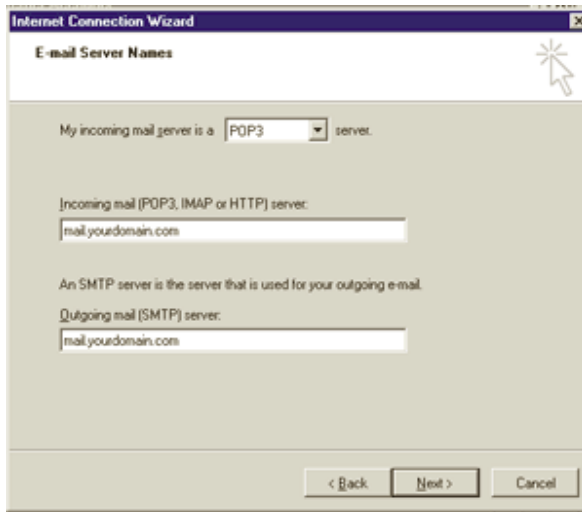 Internet Connection Wizard
E-mail Server Names
My incoming mail server is a POP3 server.
Incoming mail (POP3, IMAP or HTTP) server:
mail.yourdomain.com
An SMTP server is the server that is used for your outgoing e-mail.
Outgoing mail (SMTP) server:
mail.yourdomain.com
< Back Next > Cancel